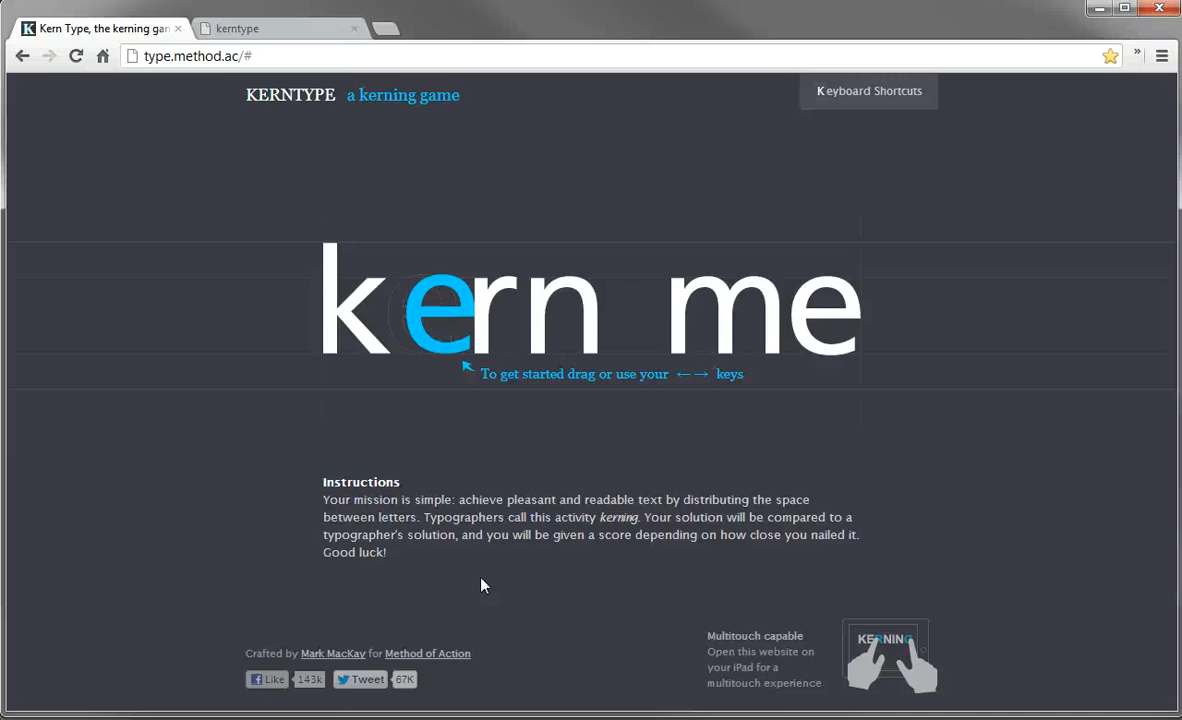 Kern Type, the kerning gar
kerntype
type.method.ac/#
KERNTYPE a kerning game
Keyboard Shortcuts
kern me
To get started drag or use your ←→ keys
Instructions
Your mission is simple: achieve pleasant and readable text by distributing the space
between letters. Typographers call this activity kerning. Your solution will be compared to a
typographer's solution, and you will be given a score depending on how close you nailed it.
Good luck!
Multitouch capable
Open this website on
your iPad for a
multitouch experience
KERNING
Crafted by Mark MacKay for Method of Action
Like 143k Tweet 67K